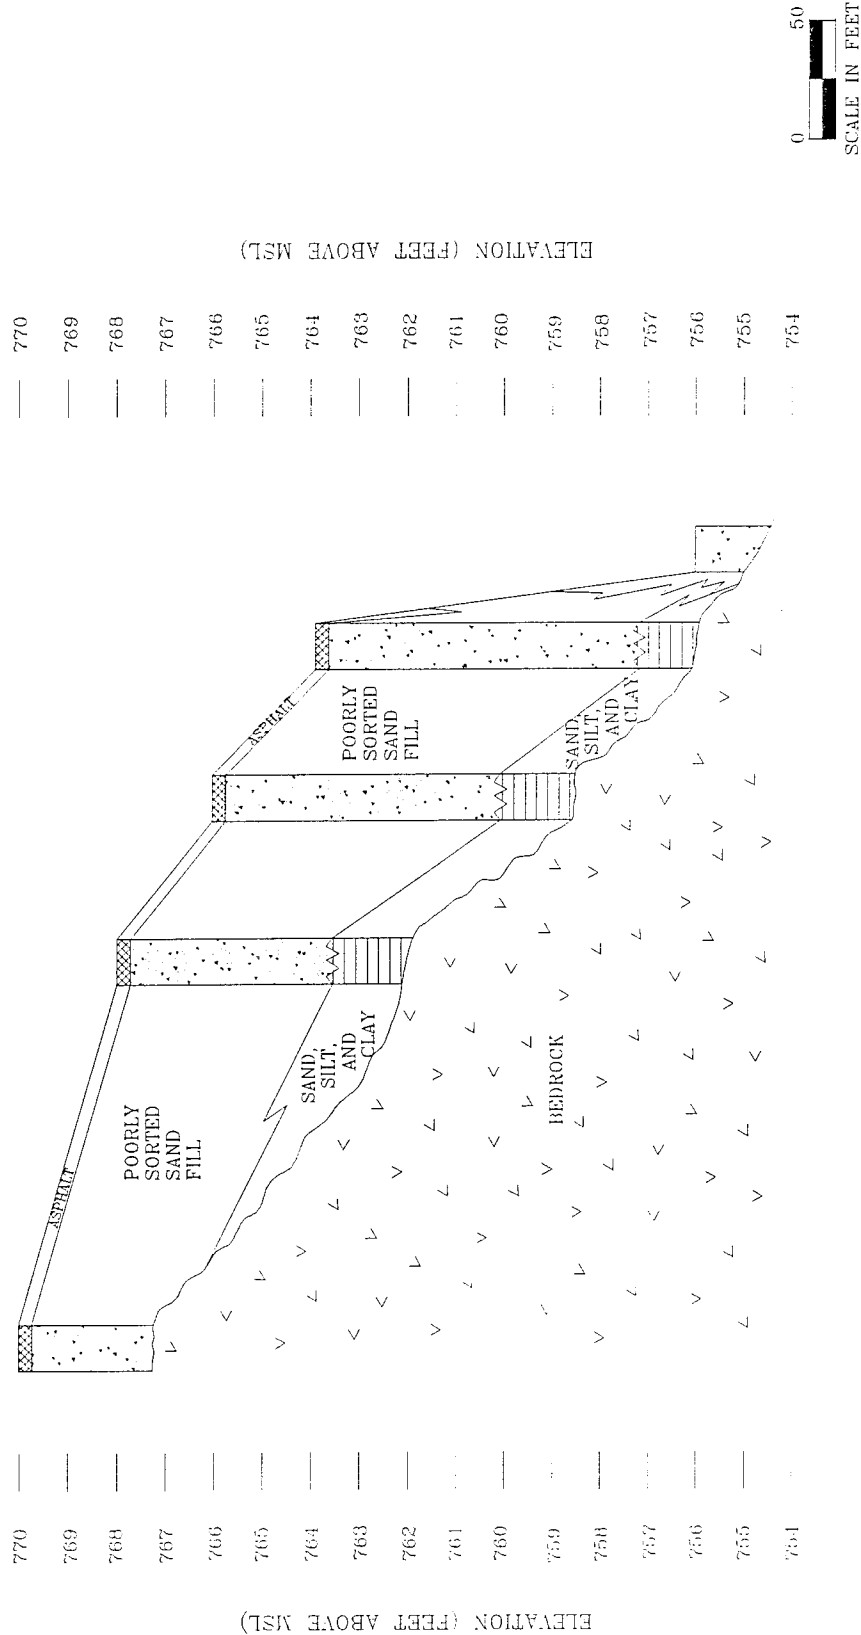 ELEVATION (FEET ABOVE MSL)
770
769
768
767
766
765
764
763
762
761
760
759
758
757
756
755
754
ASPHALT
POORLY
SORTED
SAND
FILL
SAND,
SILT,
AND
CLAY
BEDROCK
ASPHALT
POORLY
SORTED
SAND
FILL
SAND,
SILT,
AND
CLAY
770
769
768
767
766
765
764
763
762
761
760
759
758
757
756
755
754
ELEVATION (FEET ABOVE MSL)
0 50
SCALE IN FEET